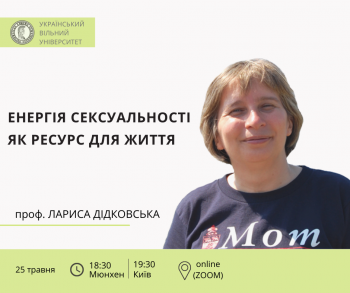 УКРАЇНСЬКИЙ
ВІЛЬНИЙ
УНІВЕРСИТЕТ
ЕНЕРГІЯ СЕКСУАЛЬНОСТІ
ЯК РЕСУРС ДЛЯ ЖИТТЯ
проф. ЛАРИСА ДІДКОВСЬКА
Mom
25 травня
18:30
Мюнхен
19:30
Київ
online
(ZOOM)